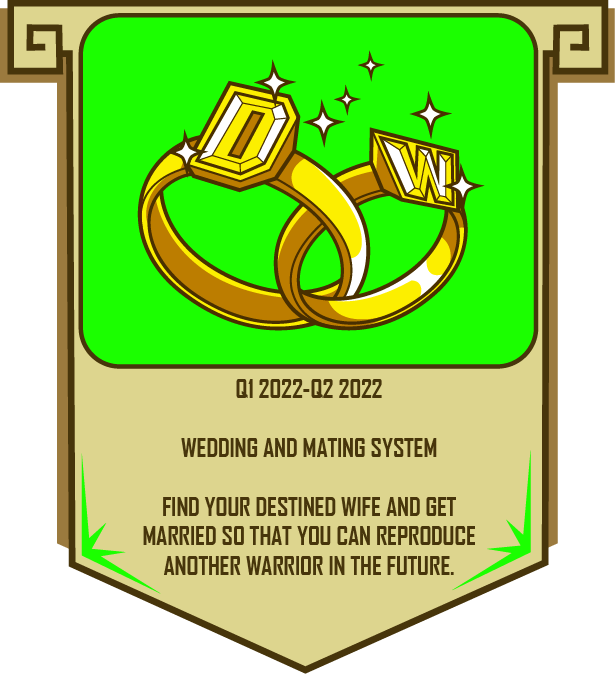 D
W
Q1 2022-Q2 2022
WEDDING AND MATING SYSTEM
FIND YOUR DESTINED WIFE AND GET
MARRIED SO THAT YOU CAN REPRODUCE
ANOTHER WARRIOR IN THE FUTURE.